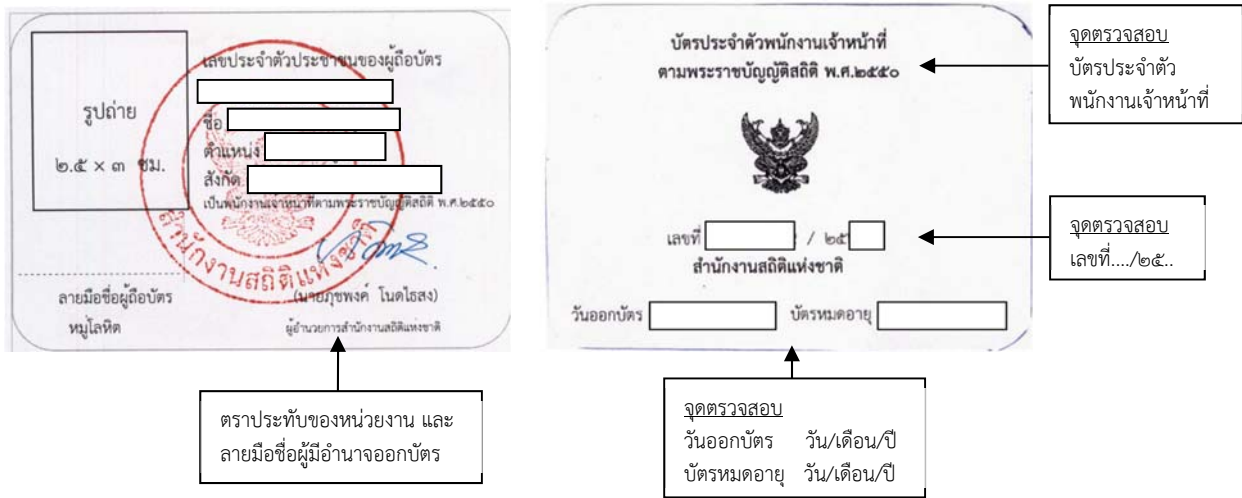 เลขประจำตัวประชาชนของผู้ถือบัตร
รูปถ่าย
๒.๕ × ๓ ซม.
ชื่อ
ตำแหน่ง
สังกัด
เป็นพนักงานเจ้าหน้าที่ตามพระราชบัญญัติสถิติ พ.ศ.๒๕๕๐
สำนักงานสถิติแห่งชาติ
ลายมือชื่อผู้ถือบัตร
(นายภุชพงค์ โนดไธสง)
หมู่โลหิต
ผู้อำนวยการสำนักงานสถิติแห่งชาติ
ตราประทับของหน่วยงาน และ
ลายมือชื่อผู้มีอำนาจออกบัตร
บัตรประจำตัวพนักงานเจ้าหน้าที่
ตามพระราชบัญญัติสถิติ พ.ศ.๒๕๕๐
เลขที่ / ๒๕
สำนักงานสถิติแห่งชาติ
วันออกบัตร บัตรหมดอายุ
จุดตรวจสอบ
บัตรประจำตัว
พนักงานเจ้าหน้าที่
จุดตรวจสอบ
เลขที่..../๒๕..
จุดตรวจสอบ
วันออกบัตร วัน/เดือน/ปี
บัตรหมดอายุ วัน/เดือน/ปี